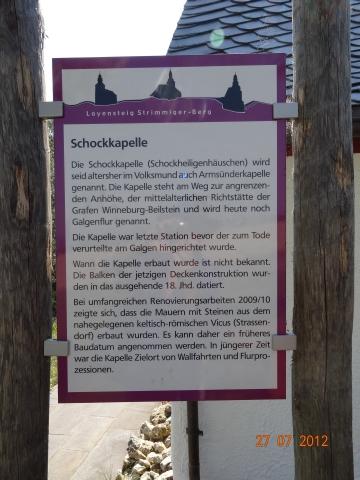 Layensteig Strimmiger-Berg
Schockkapelle
Die Schockkapelle (Schockheiligenhäuschen) wird
seid altersher im Volksmund auch Armsünderkapelle
genannt. Die Kapelle steht am Weg zur angrenzen-
den Anhöhe, der mittelalterlichen Richtstätte der
Grafen Winneburg-Beilstein und wird heute noch
Galgenflur genannt.
Die Kapelle war letzte Station bevor der zum Tode
verurteilte am Galgen hingerichtet wurde.
Wann die Kapelle erbaut wurde ist nicht bekannt.
Die Balken der jetzigen Deckenkonstruktion wur-
den in das ausgehende 18. Jhd. datiert.
Bei umfangreichen Renovierungsarbeiten 2009/10
zeigte sich, dass die Mauern mit Steinen aus dem
nahegelegenen keltisch-römischen Vicus (Strassen-
dorf) erbaut wurden. Es kann daher ein früheres
Baudatum angenommen werden. In jüngerer Zeit
war die Kapelle Zielort von Wallfahrten und Flurpro-
zessionen.
27 07 2012